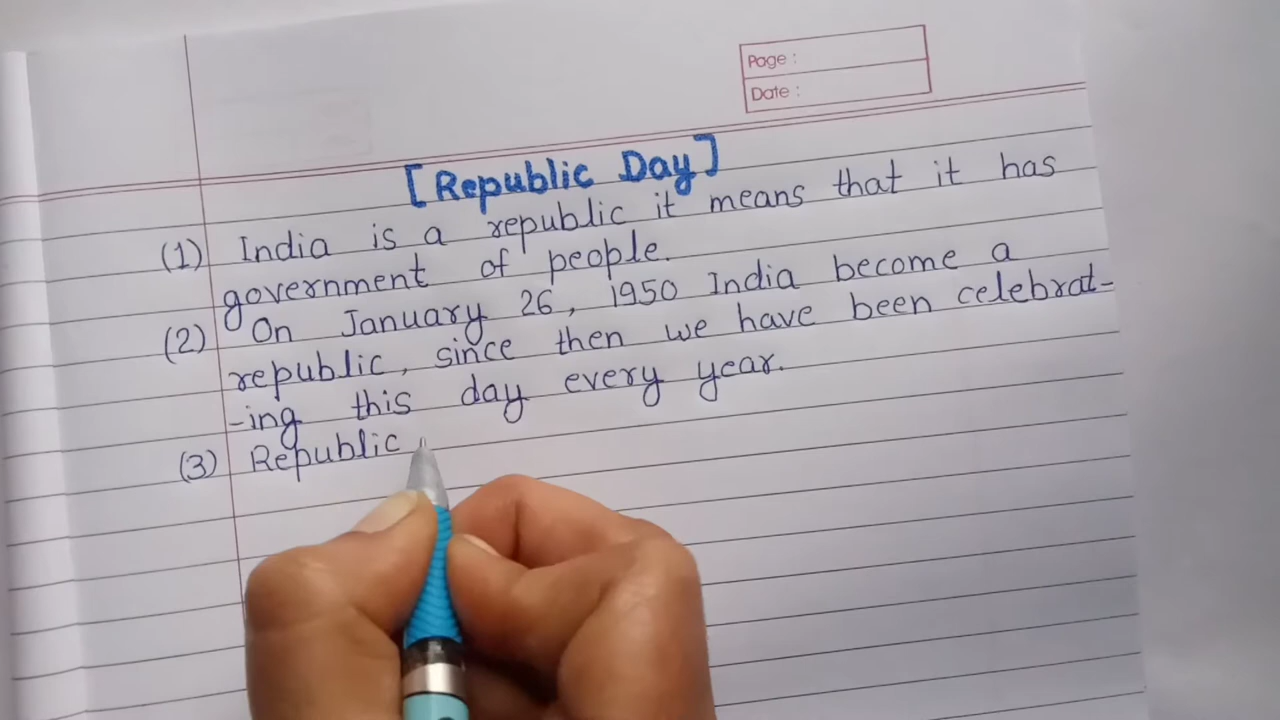 Page :
Date :
[Republic Day]
(1) India is a republic it means that it has
government of people.
(2) On January 26, 1950 India become a
republic, since then we have been celebrat-
-ing this day every year.
(3) Republic